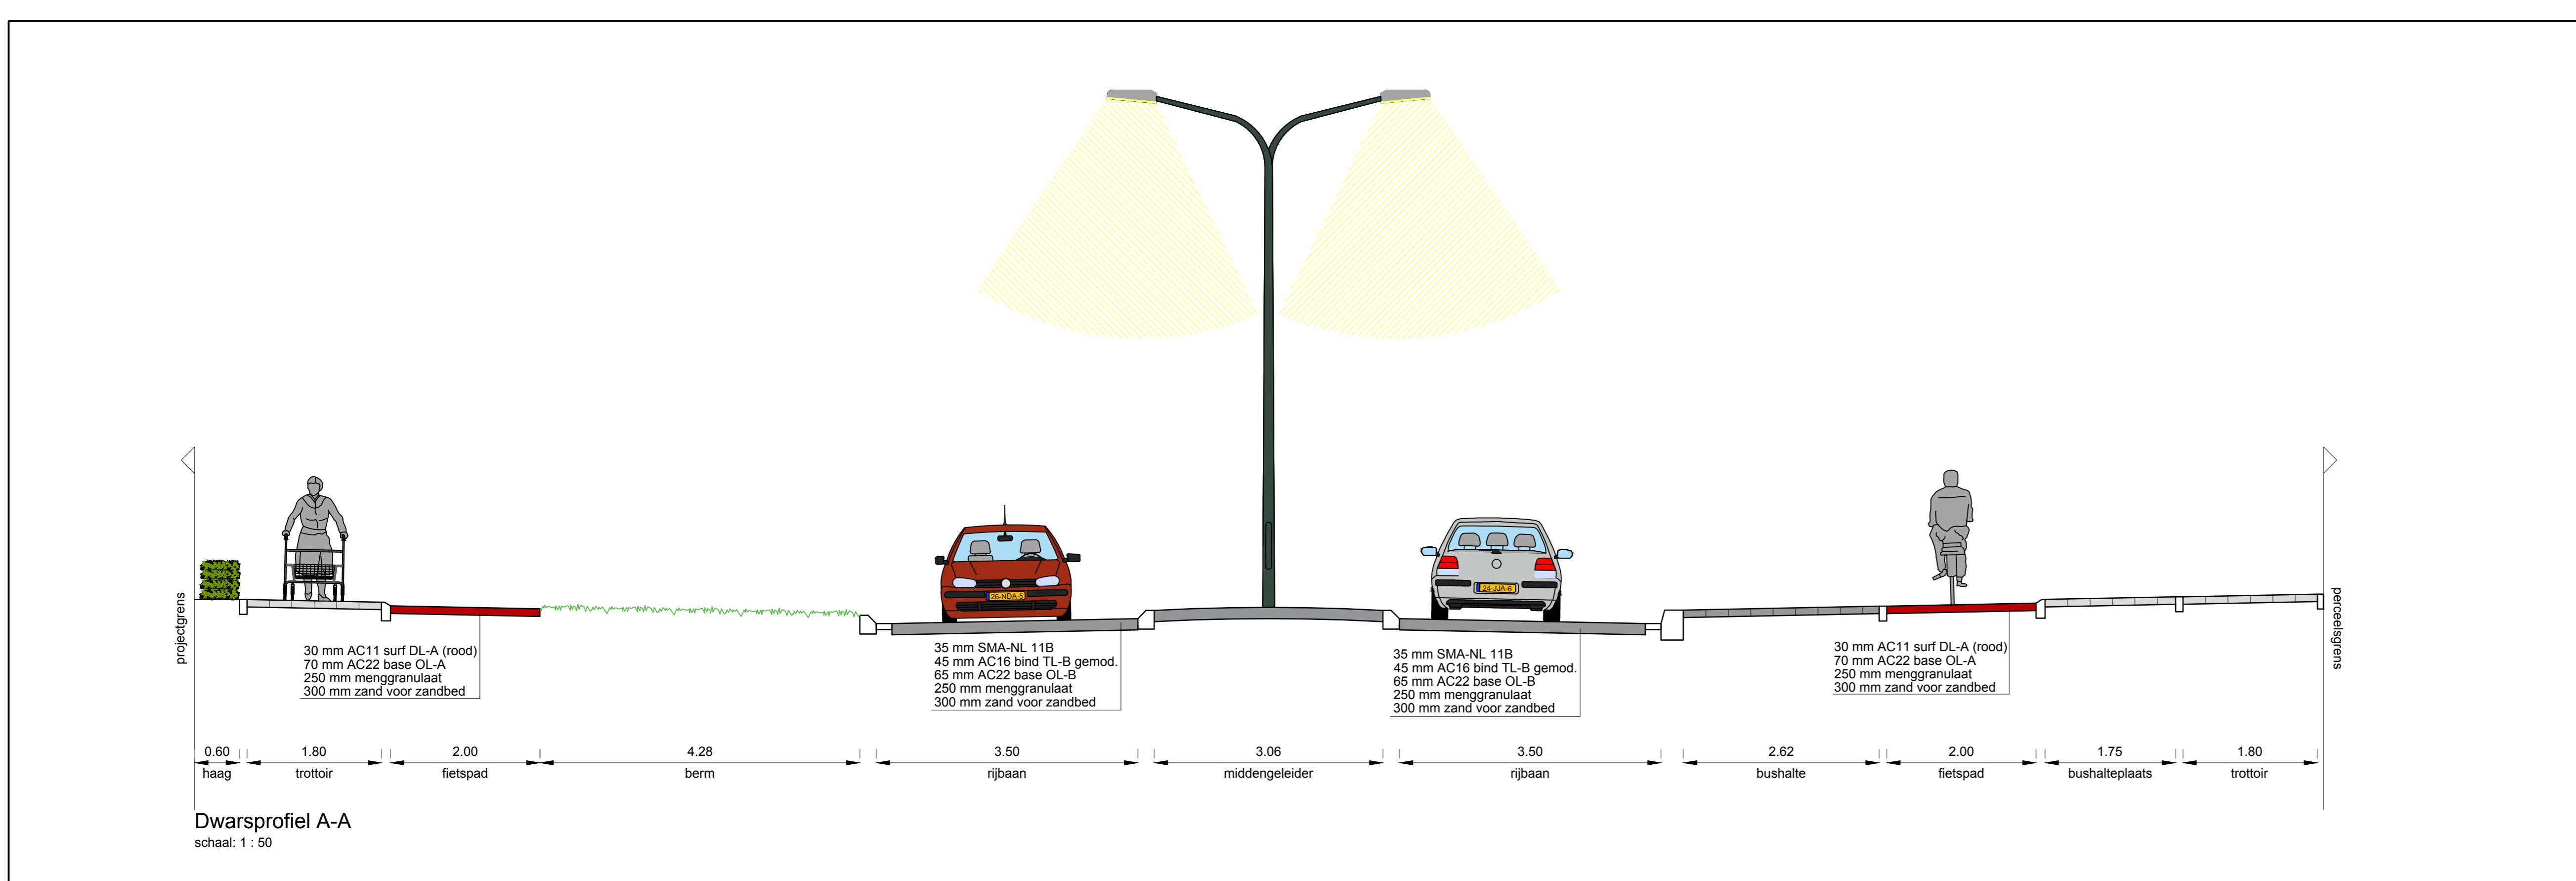 projectgrens
perceelsgrens
26-NDA-5
24-JJA-6
30 mm AC11 surf DL-A (rood)
70 mm AC22 base OL-A
250 mm menggranulaat
300 mm zand voor zandbed
35 mm SMA-NL 11B
45 mm AC16 bind TL-B gemod.
65 mm AC22 base OL-B
250 mm menggranulaat
300 mm zand voor zandbed
35 mm SMA-NL 11B
45 mm AC16 bind TL-B gemod.
65 mm AC22 base OL-B
250 mm menggranulaat
300 mm zand voor zandbed
30 mm AC11 surf DL-A (rood)
70 mm AC22 base OL-A
250 mm menggranulaat
300 mm zand voor zandbed
0.60 1.80 2.00 4.28 3.50 3.06 3.50 2.62 2.00 1.75 1.80
haag trottoir fietspad berm rijbaan middengeleider rijbaan bushalte fietspad bushalteplaats trottoir
Dwarsprofiel A-A
schaal: 1 : 50